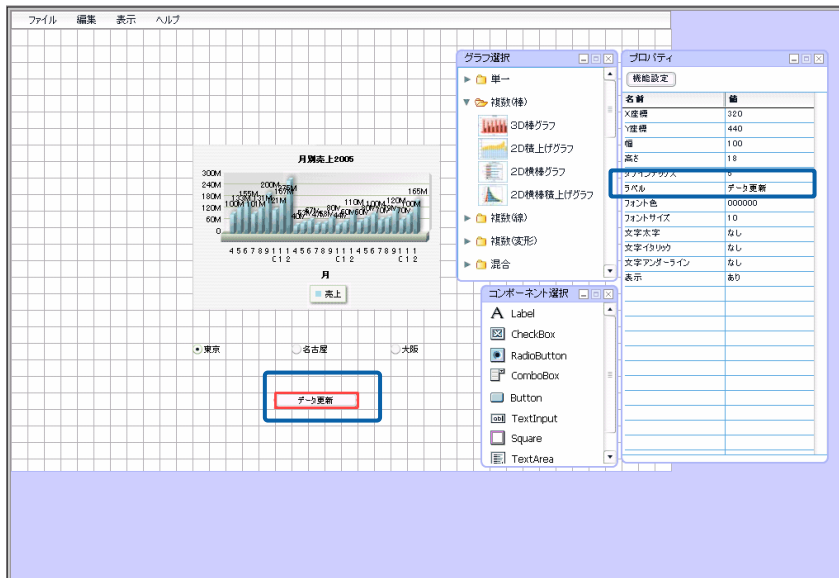 ファイル 編集 表示 ヘルプ
月別売上2005
300M
240M
180M
120M
60M
0
200M
165M
月
売上
東京 名古屋 大阪
データ更新
グラフ選択
単一
複数(棒)
3D棒グラフ
2D積上げグラフ
2D横棒グラフ
2D横棒積上げグラフ
複数(線)
複数(変形)
混合
コンポーネント選択
Label
CheckBox
RadioButton
ComboBox
Button
TextInput
Square
TextArea
プロパティ
機能設定
名前 値
X座標 320
Y座標 440
幅 100
高さ 18
ラベル データ更新
フォント色 000000
フォントサイズ 10
文字太字 なし
文字イタリック なし
文字アンダーライン なし
表示 あり